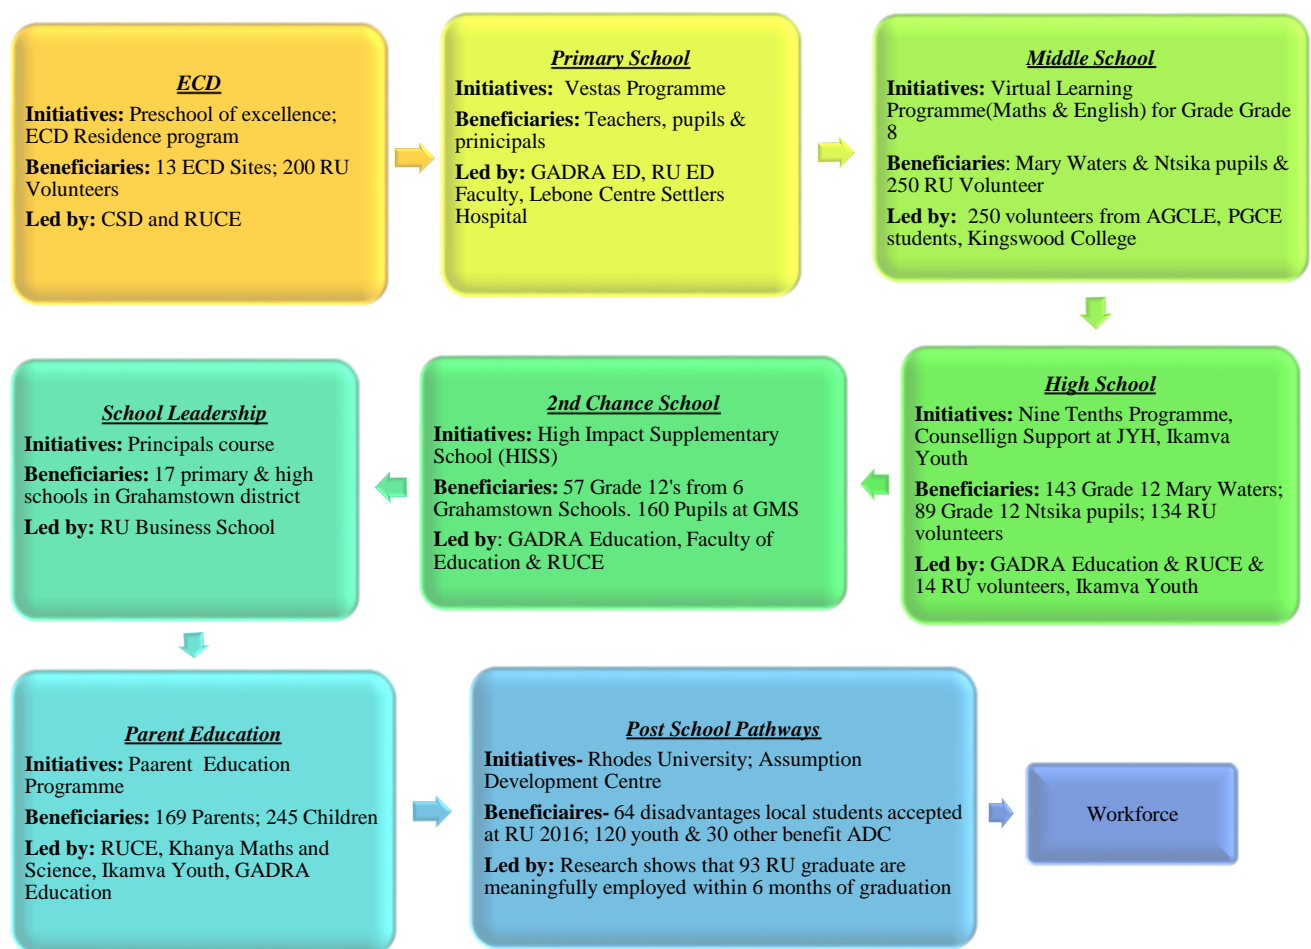 ECD
Initiatives: Preschool of excellence;
ECD Residence program
Beneficiaries: 13 ECD Sites; 200 RU
Volunteers
Led by: CSD and RUCE
Primary School
Initiatives: Vestas Programme
Beneficiaries: Teachers, pupils &
prinicipals
Led by: GADRA ED, RU ED
Faculty, Lebone Centre Settlers
Hospital
Middle School
Initiatives: Virtual Learning
Programme(Maths & English) for Grade Grade
8
Beneficiaries: Mary Waters & Ntsika pupils &
250 RU Volunteer
Led by: 250 volunteers from AGCLE, PGCE
students, Kingswood College
High School
Initiatives: Nine Tenths Programme,
Counsellign Support at JYH, Ikamva
Youth
Beneficiaries: 143 Grade 12 Mary Waters;
89 Grade 12 Ntsika pupils; 134 RU
volunteers
Led by: GADRA Education & RUCE &
14 RU volunteers, Ikamva Youth
2nd Chance School
Initiatives: High Impact Supplementary
School (HISS)
Beneficiaries: 57 Grade 12's from 6
Grahamstown Schools. 160 Pupils at GMS
Led by: GADRA Education, Faculty of
Education & RUCE
School Leadership
Initiatives: Principals course
Beneficiaries: 17 primary & high
schools in Grahamstown district
Led by: RU Business School
Parent Education
Initiatives: Paarent Education
Programme
Beneficiaries: 169 Parents; 245 Children
Led by: RUCE, Khanya Maths and
Science, Ikamva Youth, GADRA
Education
Post School Pathways
Initiatives- Rhodes University; Assumption
Development Centre
Beneficiaires- 64 disadvantages local students accepted
at RU 2016; 120 youth & 30 other benefit ADC
Led by: Research shows that 93 RU graduate are
meaningfully employed within 6 months of graduation
Workforce